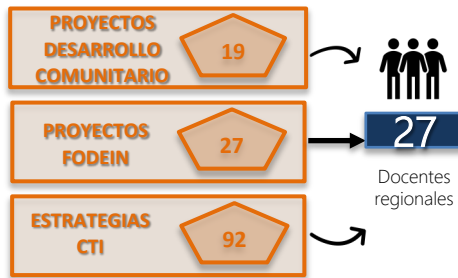 PROYECTOS
DESARROLLO
COMUNITARIO
19
PROYECTOS
FODEIN
27
ESTRATEGIAS
CTI
92
27
Docentes
regionales